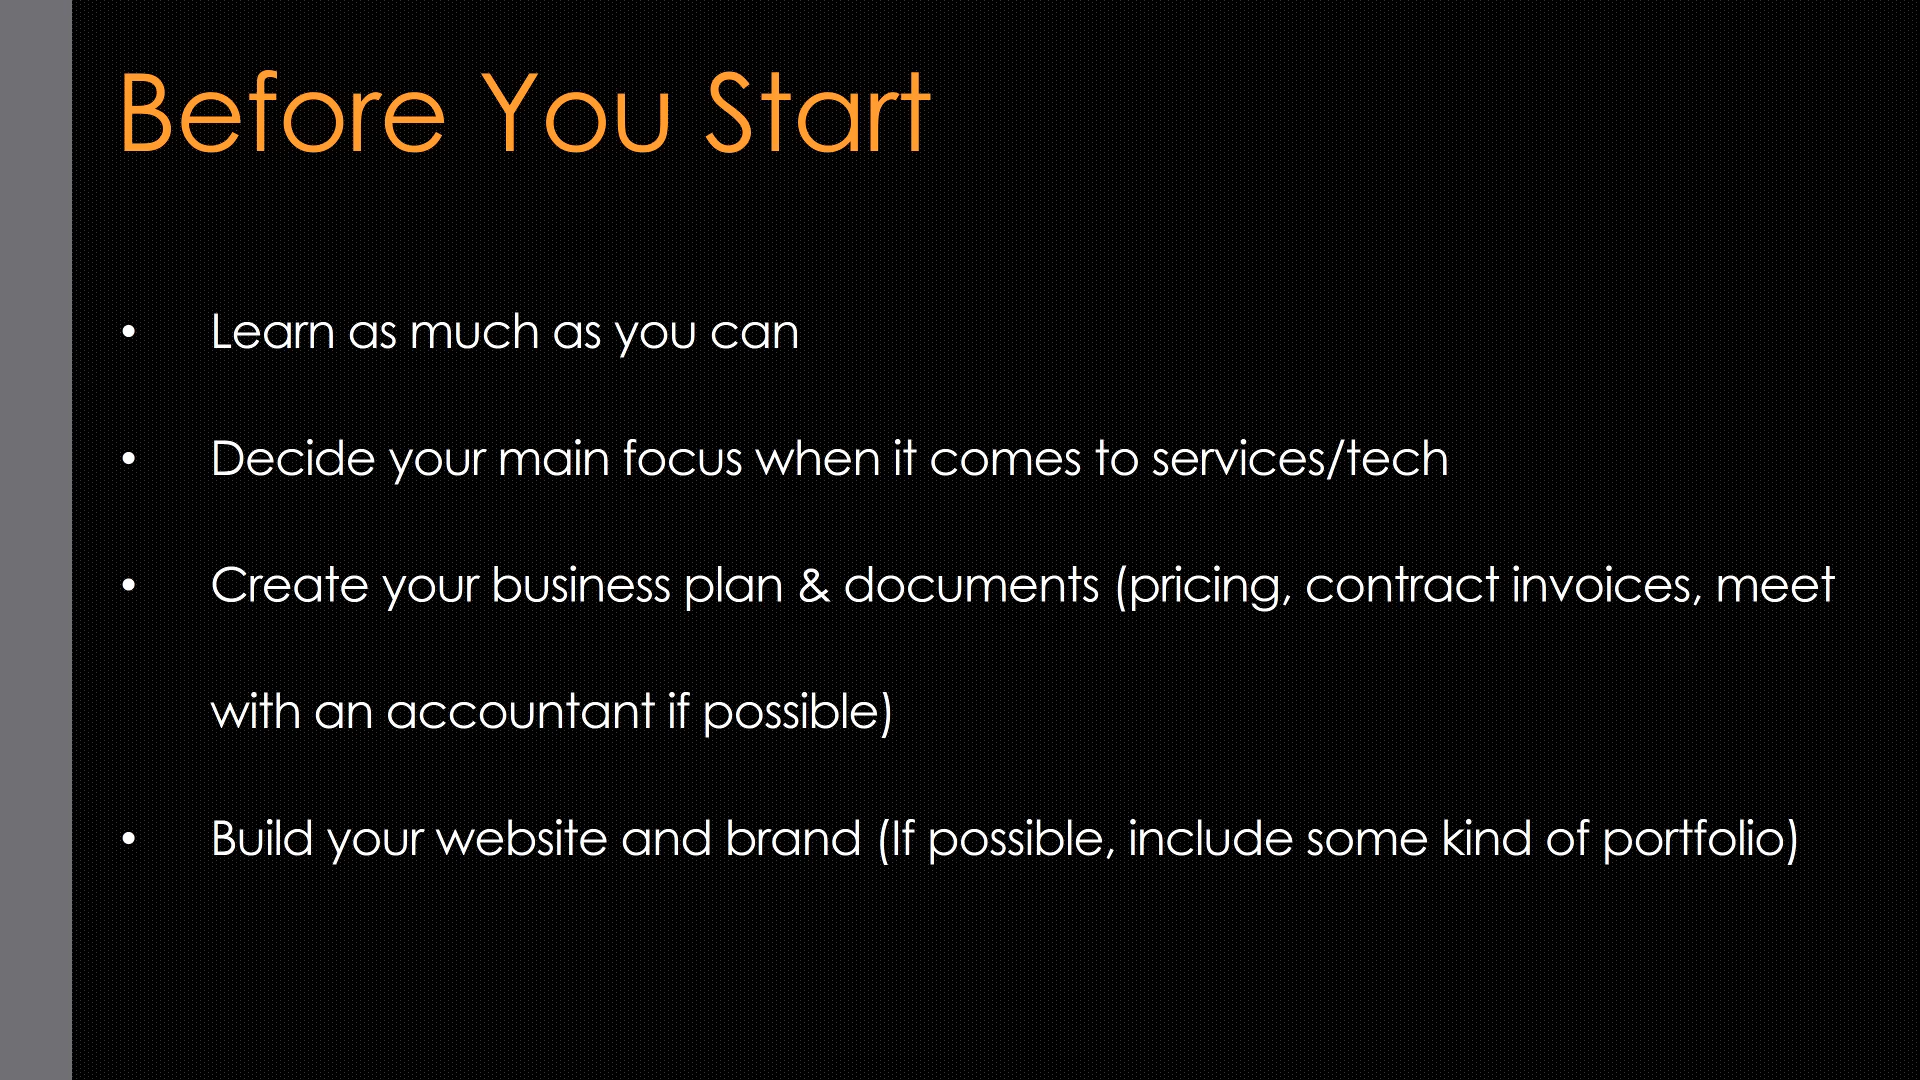 Before You Start
• Learn as much as you can
• Decide your main focus when it comes to services/tech
• Create your business plan & documents (pricing, contract invoices, meet
with an accountant if possible)
• Build your website and brand (If possible, include some kind of portfolio)